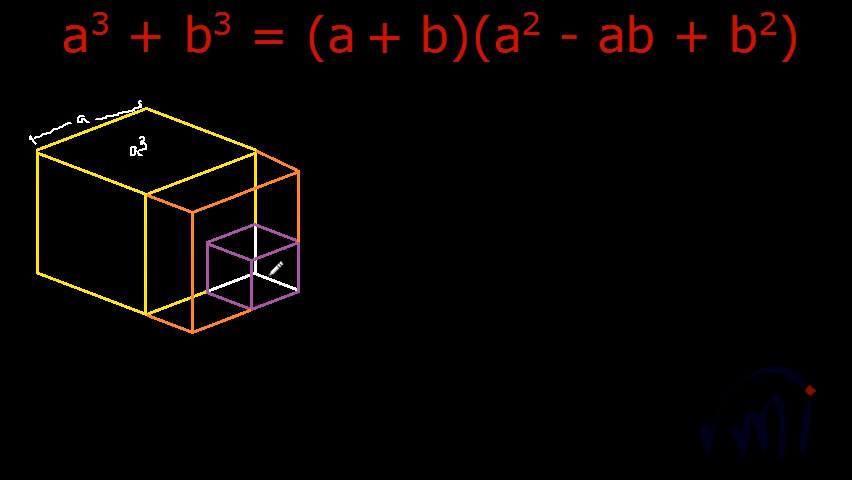 a³ + b³ = (a + b)(a² - ab + b²)
a
a³